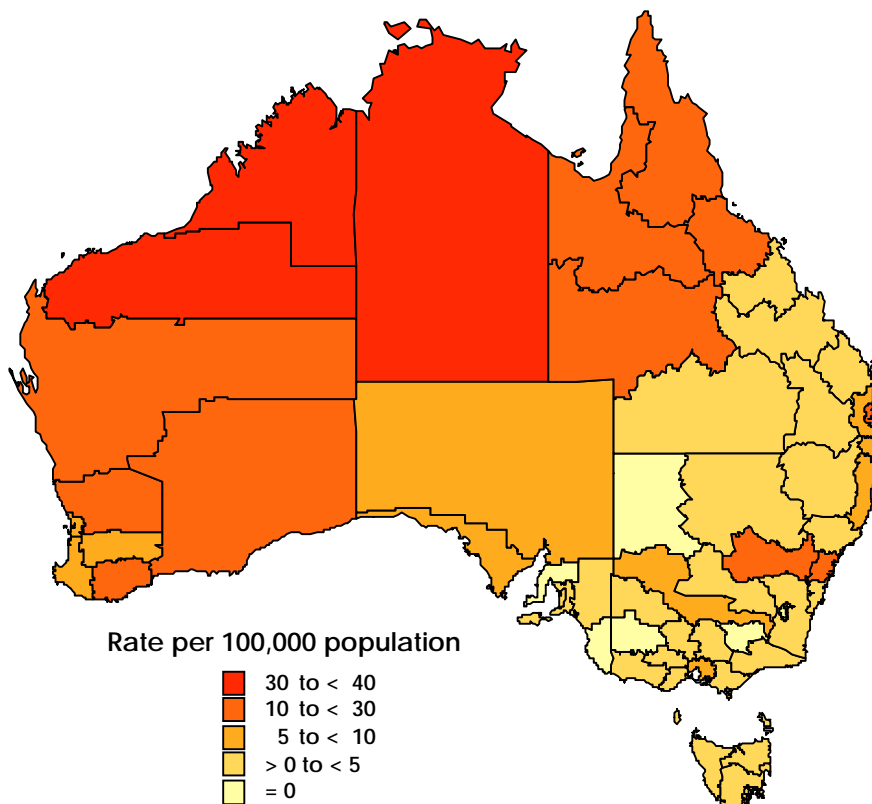 Rate per 100,000 population
30 to < 40
10 to < 30
5 to < 10
> 0 to < 5
= 0